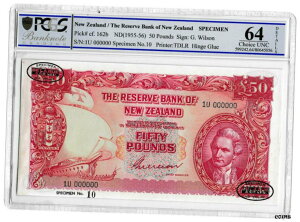 PCGS
Banknote
New Zealand / The Reserve Bank of New Zealand SPECIMEN
Pick# cf. 162b ND(1955-56) 50 Pounds Sign: G. Wilson
S/N:1U 000000 Specimen No.10 Printer:TDLR Hinge Glue
64
Choice UNC
DETAILS
£50
THE RESERVE BANK OF
NEW ZEALAND
1U 000000
FIFTY
POUNDS
1U 000000
SPECIMEN No. 10